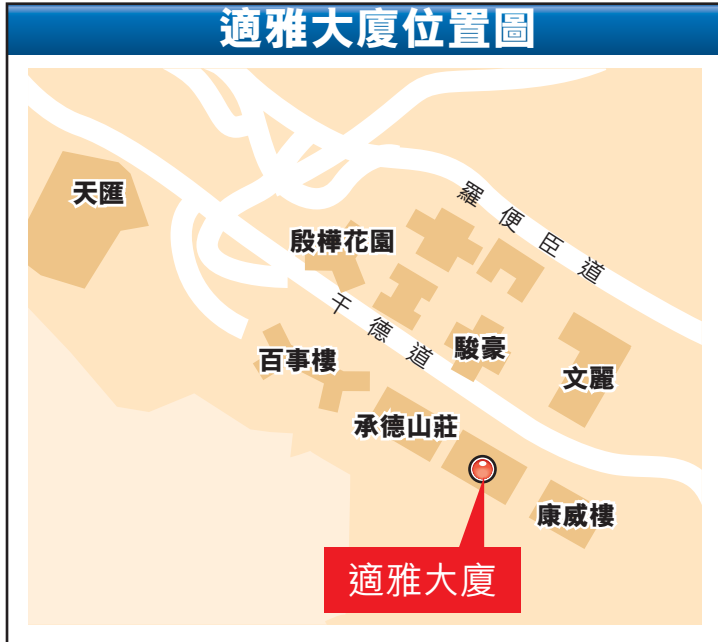 適雅大廈位置圖
天匯
羅便臣道
殷樺花園
干德道
駿豪
百事樓
文麗
承德山莊
康威樓
適雅大廈